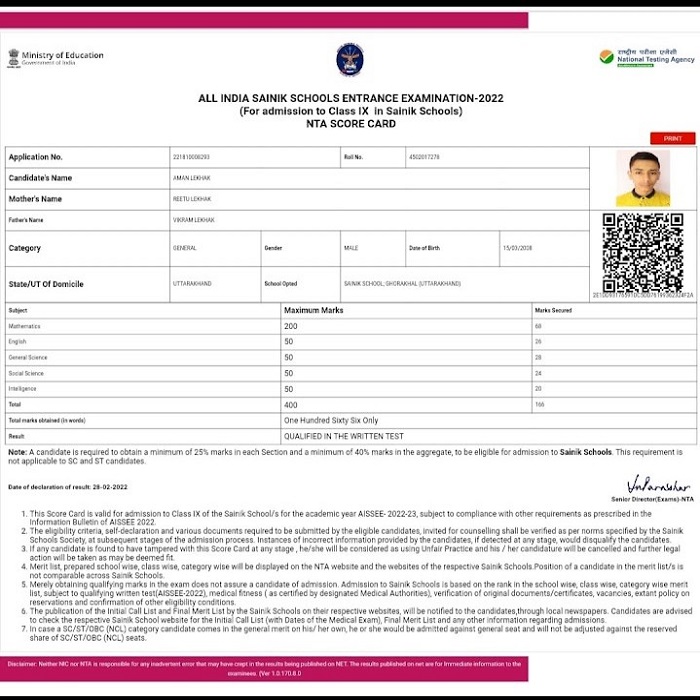 Ministry of Education
Government of India
राष्ट्रीय परीक्षा एजेंसी
National Testing Agency
ALL INDIA SAINIK SCHOOLS ENTRANCE EXAMINATION-2022
(For admission to Class IX in Sainik Schools)
NTA SCORE CARD
PRINT
Application No. 221810008293 Roll No. 4502017278
Candidate's Name AMAN LEKHAK
Mother's Name REETU LEKHAK
Father's Name VIKRAM LEKHAK
Category GENERAL Gender MALE Date of Birth 15/03/2008
State/UT Of Domicile UTTARAKHAND School Opted SAINIK SCHOOL, GHORAKHAL (UTTARAKHAND)
Subject Maximum Marks Marks Secured
Mathematics 200 68
English 50 26
General Science 50 28
Social Science 50 24
Intelligence 50 20
Total 400 166
Total marks obtained (in words) One Hundred Sixty Six Only
Result QUALIFIED IN THE WRITTEN TEST
Note: A candidate is required to obtain a minimum of 25% marks in each Section and a minimum of 40% marks in the aggregate, to be eligible for admission to Sainik Schools. This requirement is
not applicable to SC and ST candidates.
Date of declaration of result: 28-02-2022
Senior Director(Exams)-NTA
1. This Score Card is valid for admission to Class IX of the Sainik School/s for the academic year AISSEE- 2022-23, subject to compliance with other requirements as prescribed in the
Information Bulletin of AISSEE 2022.
2. The eligibility criteria, self-declaration and various documents required to be submitted by the eligible candidates, invited for counselling shall be verified as per norms specified by the Sainik
Schools Society, at subsequent stages of the admission process. Instances of incorrect information provided by the candidates, if detected at any stage, would disqualify the candidates.
3. If any candidate is found to have tampered with this Score Card at any stage , he/she will be considered as using Unfair Practice and his / her candidature will be cancelled and further legal
action will be taken as may be deemed fit.
4. Merit list, prepared school wise, class wise, category wise will be displayed on the NTA website and the websites of the respective Sainik Schools.Position of a candidate in the merit list/s is
not comparable across Sainik Schools.
5. Merely obtaining qualifying marks in the exam does not assure a candidate of admission. Admission to Sainik Schools is based on the rank in the school wise, class wise, category wise merit
list, subject to qualifying written test(AISSEE-2022), medical fitness ( as certified by designated Medical Authorities), verification of original documents/certificates, vacancies, extant policy on
reservations and confirmation of other eligibility conditions.
6. The publication of the Initial Call List and Final Merit List by the Sainik Schools on their respective websites, will be notified to the candidates,through local newspapers. Candidates are advised
to check the respective Sainik School website for the Initial Call List (with Dates of the Medical Exam), Final Merit List and any other information regarding admissions.
7. In case a SC/ST/OBC (NCL) category candidate comes in the general merit on his/ her own, he or she would be admitted against general seat and will not be adjusted against the reserved
share of SC/ST/OBC (NCL) seats.
Disclaimer: Neither NIC nor NTA is responsible for any inadvertent error that may have crept in the results being published on NET. The results published on net are for Immediate information to the
examinees. (Ver 1.0.170.8.0